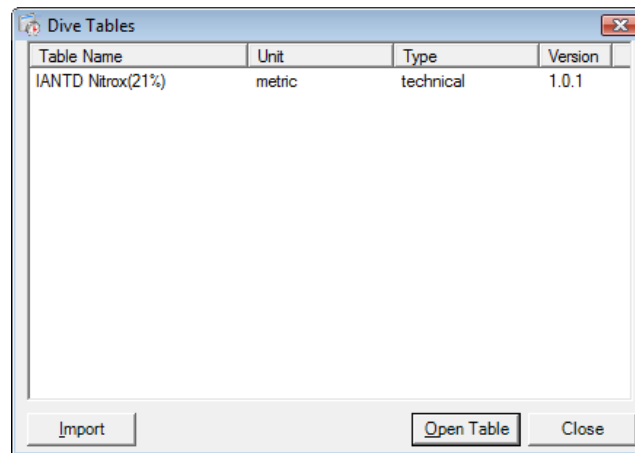 Dive Tables
Table Name Unit Type Version
IANTD Nitrox(21%) metric technical 1.0.1
Import Open Table Close